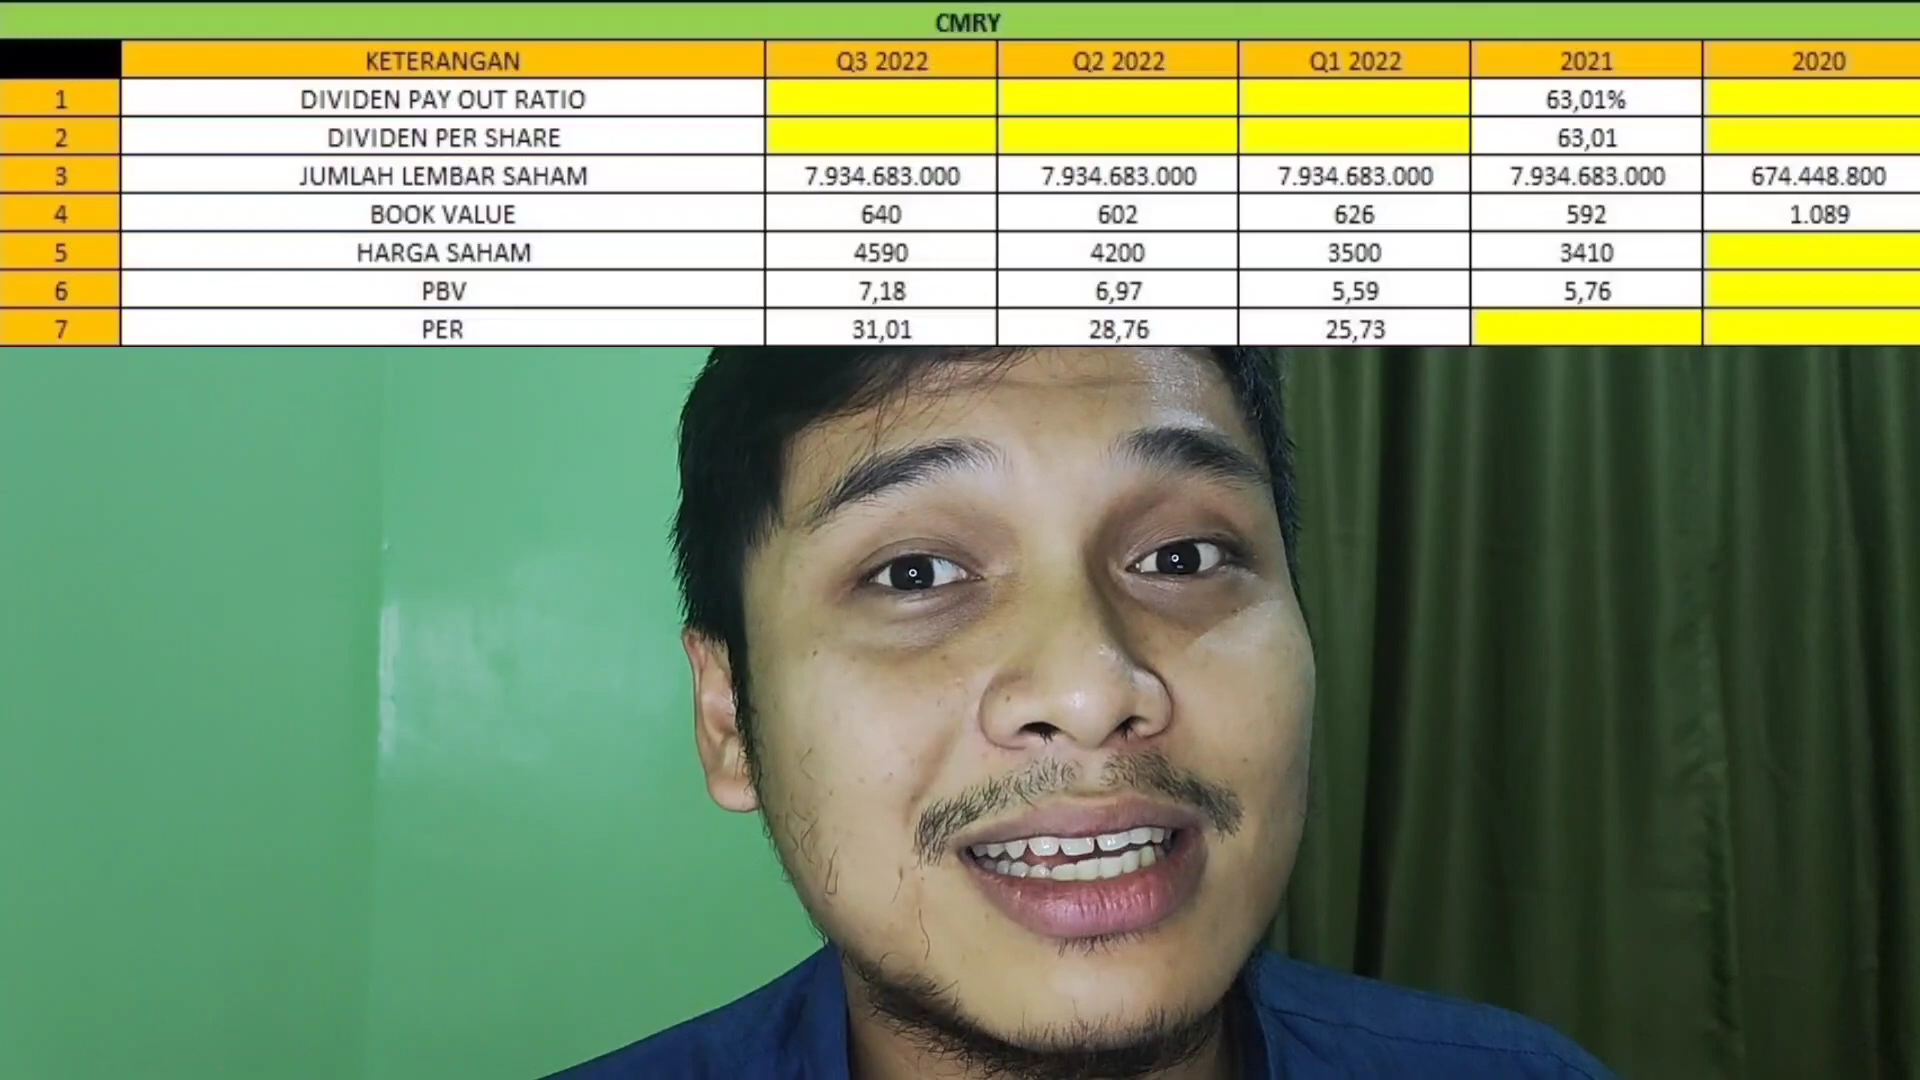 CMRY
KETERANGAN Q3 2022 Q2 2022 Q1 2022 2021 2020
1 DIVIDEN PAY OUT RATIO 63,01%
2 DIVIDEN PER SHARE 63,01
3 JUMLAH LEMBAR SAHAM 7.934.683.000 7.934.683.000 7.934.683.000 7.934.683.000 674.448.800
4 BOOK VALUE 640 602 626 592 1.089
5 HARGA SAHAM 4590 4200 3500 3410
6 PBV 7,18 6,97 5,59 5,76
7 PER 31,01 28,76 25,73